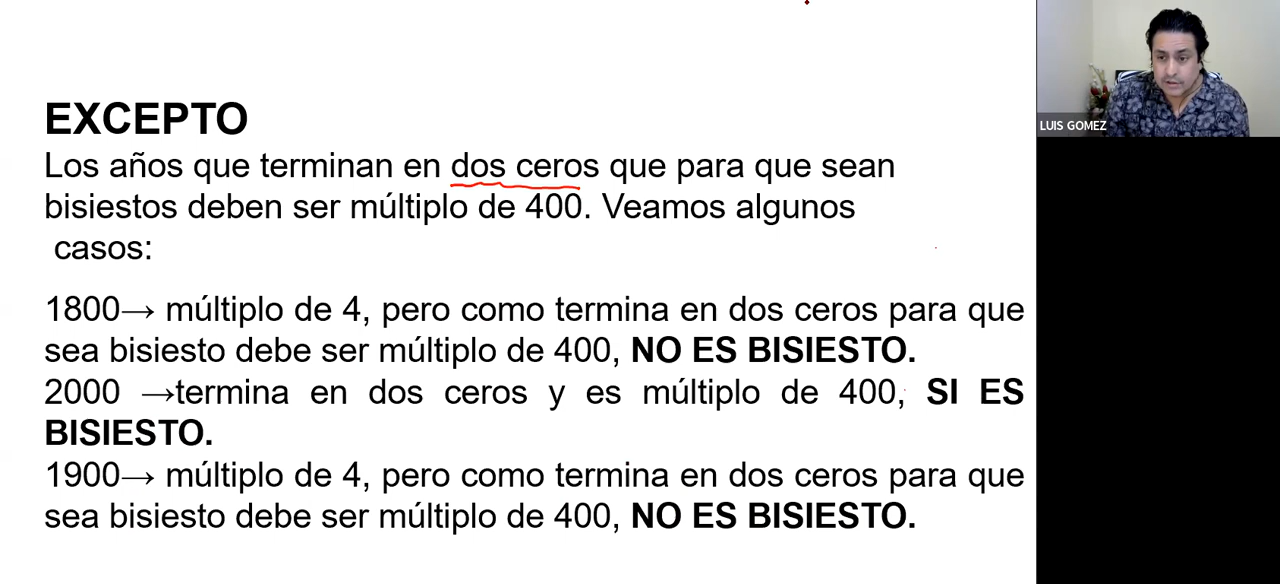 EXCEPTO
Los años que terminan en dos ceros que para que sean
bisiestos deben ser múltiplo de 400. Veamos algunos
casos:
1800→ múltiplo de 4, pero como termina en dos ceros para que
sea bisiesto debe ser múltiplo de 400, NO ES BISIESTO.
2000 →termina en dos ceros y es múltiplo de 400, SI ES
BISIESTO.
1900→ múltiplo de 4, pero como termina en dos ceros para que
sea bisiesto debe ser múltiplo de 400, NO ES BISIESTO.
LUIS GOMEZ